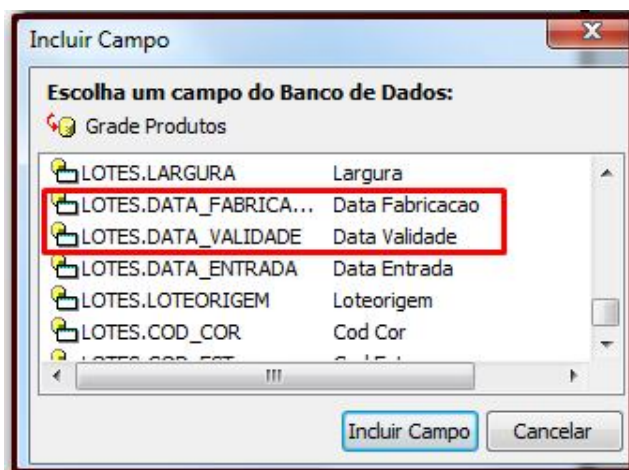 Incluir Campo
Escolha um campo do Banco de Dados:
Grade Produtos
LOTES.LARGURA Largura
LOTES.DATA_FABRICA... Data Fabricacao
LOTES.DATA_VALIDADE Data Validade
LOTES.DATA_ENTRADA Data Entrada
LOTES.LOTEORIGEM Loteorigem
LOTES.COD_COR Cod Cor
Incluir Campo Cancelar